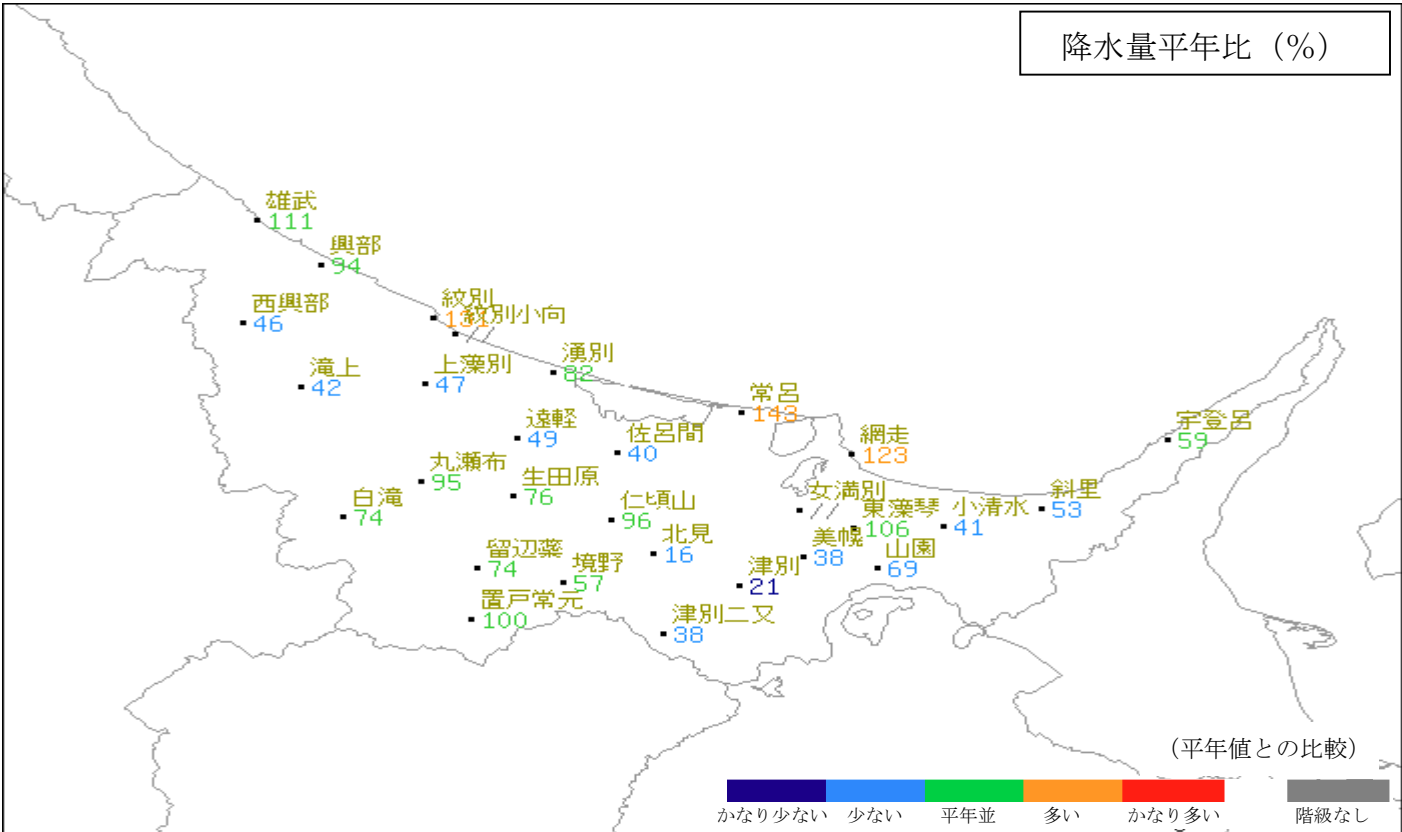 降水量平年比（%）
雄武
111
興部
94
西興部
46
紋別
131
紋別小向
滝上
42
上藻別
47
湧別
82
常呂
143
遠軽
49
佐呂間
40
網走
123
宇登呂
59
丸瀬布
95
生田原
76
白滝
74
仁頃山
96
女満別
東藻琴
106
小清水
41
斜里
53
北見
16
美幌
38
山園
69
留辺蘂
74
境野
57
津別
21
置戸常元
100
津別二又
38
（平年値との比較）
かなり少ない 少ない 平年並 多い かなり多い 階級なし